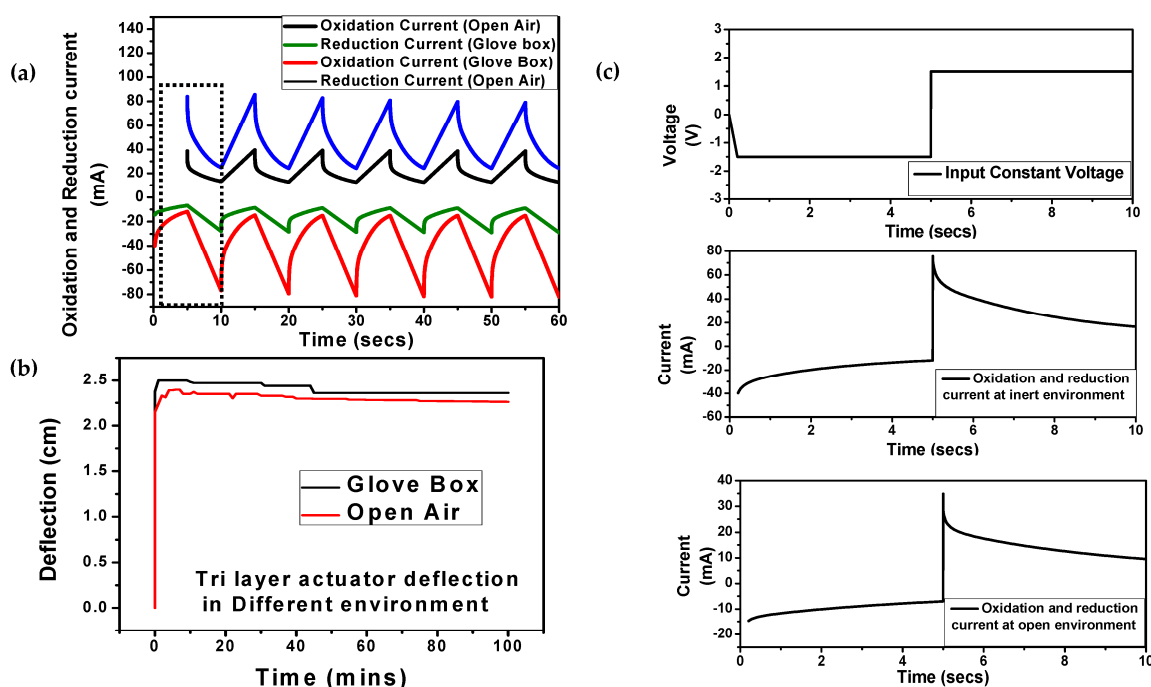 (a)
Oxidation and Reduction current
(mA)
140
120
100
80
60
40
20
0
-20
-40
-60
-80
Oxidation Current (Open Air)
Reduction Current (Glove box)
Oxidation Current (Glove Box)
Reduction Current (Open Air)
0 10 20 30 40 50 60
Time (secs)
(b)
Deflection (cm)
2.5
2.0
1.5
2.0
0.5
0.0
Glove Box
Open Air
Tri layer actuator deflection
in Different environment
0 20 40 60 80 100
Time (mins)
(c)
Voltage
(V)
3
2
1
0
-1
-2
-3
Input Constant Voltage
0 2 4 6 8 10
Time (secs)
Current
(mA)
80
60
40
20
0
-20
-40
-60
Oxidation and reduction
current at inert environment
0 2 4 6 8 10
Time (secs)
Current
(mA)
40
30
20
10
0
-10
-20
Oxidation and reduction
current at open environment
0 2 4 6 8 10
Time (secs)